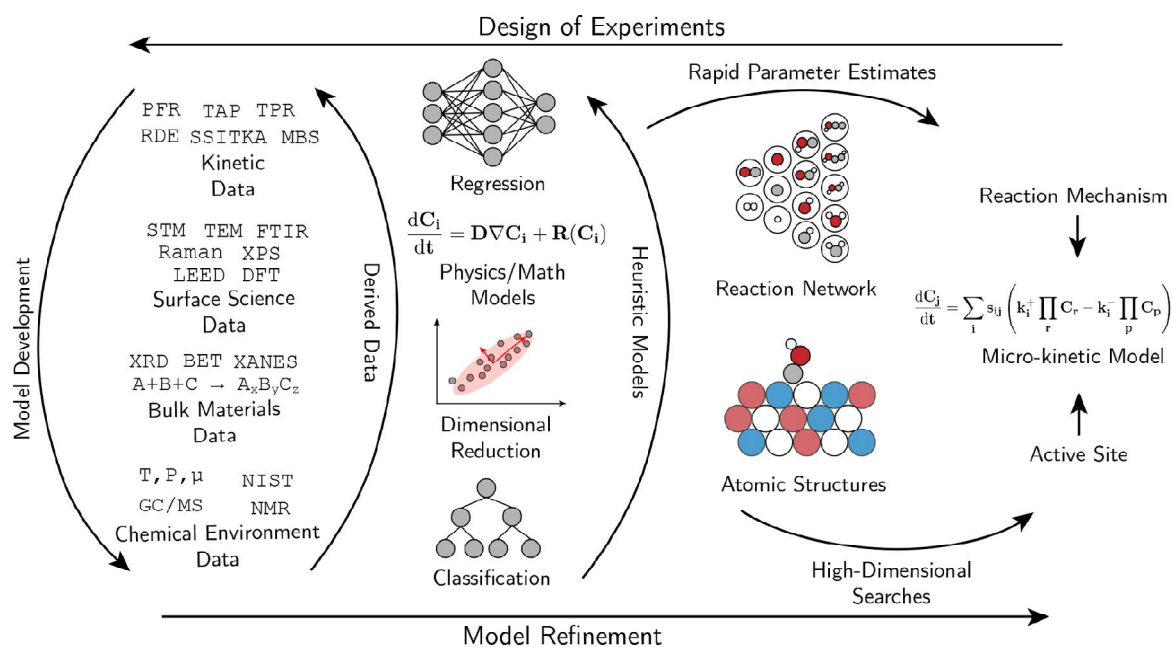 Design of Experiments
Model Development
PFR TAP TPR
RDE SSITKA MBS
Kinetic
Data
STM TEM FTIR
Raman XPS
LEED DFT
Surface Science
Data
XRD BET XANES
A+B+C → AₓBᵧC_z
Bulk Materials
Data
T,P,μ NIST
GC/MS NMR
Chemical Environment
Data
Derived Data
Regression
dCᵢ/dt = D∇Cᵢ + R(Cᵢ)
Physics/Math
Models
Dimensional
Reduction
Classification
Heuristic Models
Rapid Parameter Estimates
Reaction Network
Atomic Structures
High-Dimensional
Searches
Reaction Mechanism
dCⱼ/dt = ∑ᵢ sᵢⱼ (kᵢ⁺ ∏ᵣ Cᵣ − kᵢ⁻ ∏ₚ Cₚ)
Micro-kinetic Model
Active Site
Model Refinement